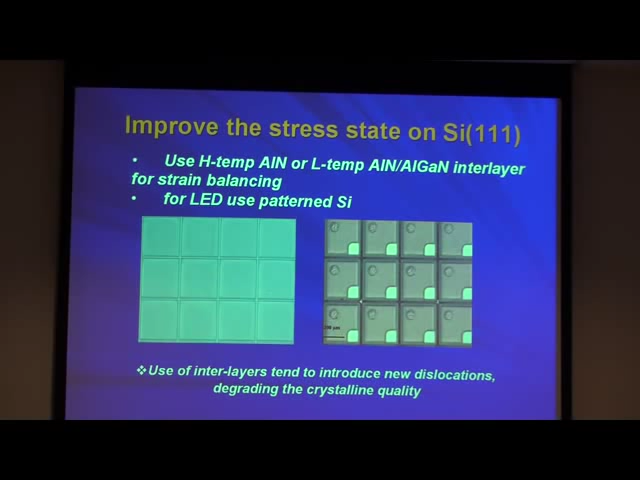 Improve the stress state on Si(111)
• Use H-temp AlN or L-temp AlN/AlGaN interlayer
for strain balancing
• for LED use patterned Si
❖Use of inter-layers tend to introduce new dislocations,
degrading the crystalline quality